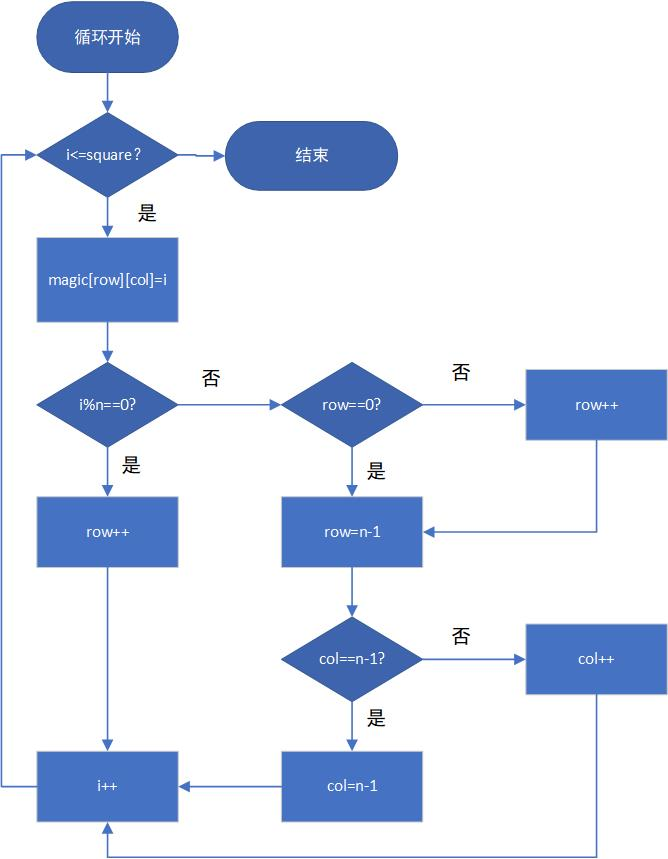 循环开始
i<=square?
结束
是
magic[row][col]=i
i%n==0?
否
row==0?
否
row++
是
是
row++
row=n-1
col==n-1?
否
col++
是
i++
col=n-1